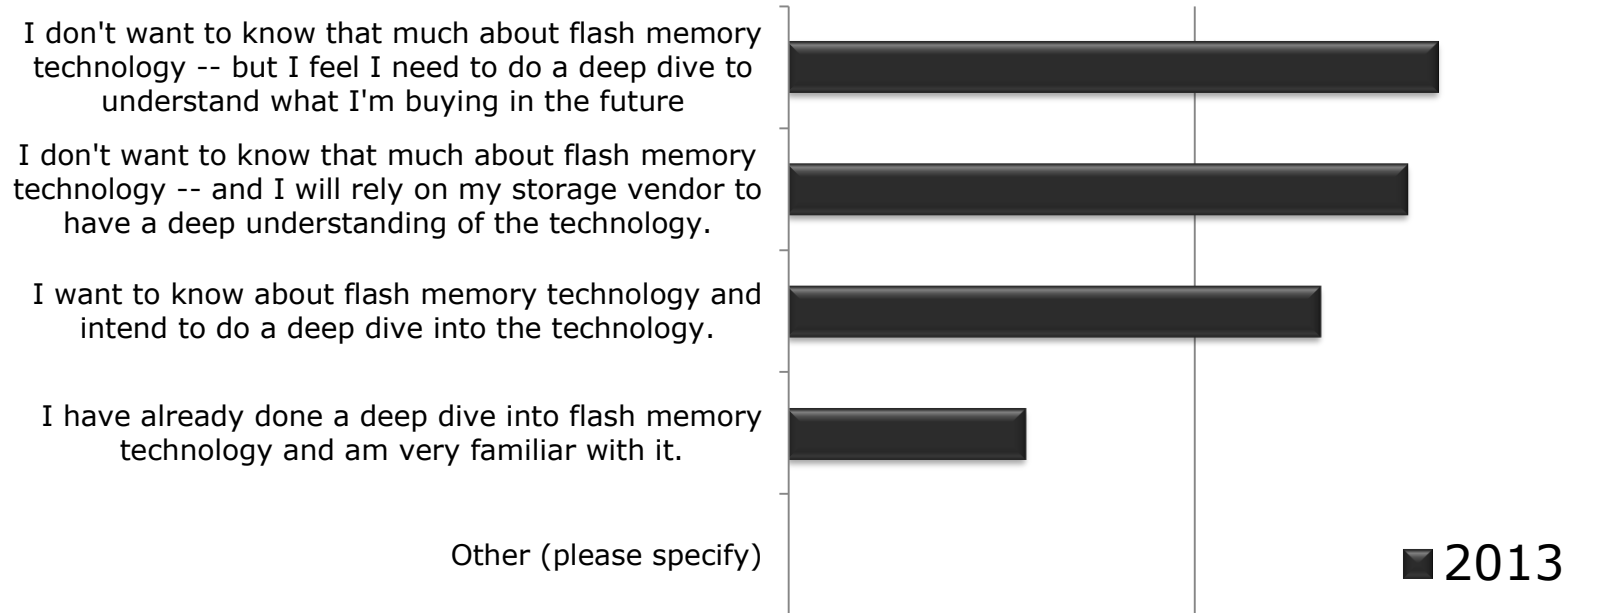 I don't want to know that much about flash memory
technology -- but I feel I need to do a deep dive to
understand what I'm buying in the future
I don't want to know that much about flash memory
technology -- and I will rely on my storage vendor to
have a deep understanding of the technology.
I want to know about flash memory technology and
intend to do a deep dive into the technology.
I have already done a deep dive into flash memory
technology and am very familiar with it.
Other (please specify)
2013